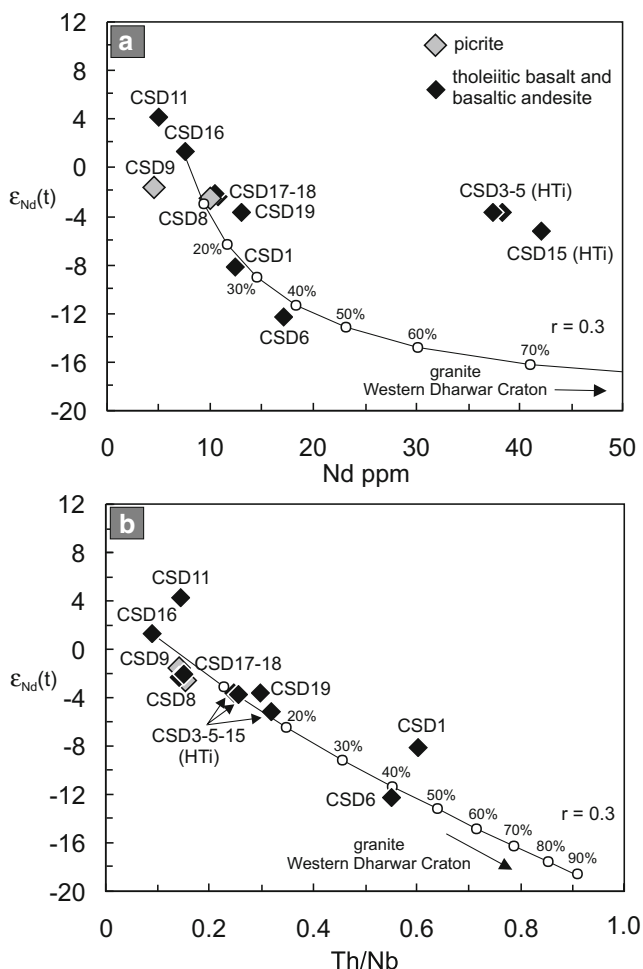 12
a
picrite
8
tholeiitic basalt and
basaltic andesite
CSD11
4
CSD16
0
CSD9
εNd(t)
CSD17-18
CSD3-5 (HTi)
CSD8
CSD19
-4
CSD15 (HTi)
20%
CSD1
-8
30%
40%
50%
-12
CSD6
60%
r = 0.3
70%
-16
granite
Western Dharwar Craton
-20
0 10 20 30 40 50
Nd ppm
12
b
8
CSD11
4
CSD16
0
CSD9
CSD17-18
εNd(t)
CSD8
CSD19
-4
CSD3-5-15
(HTi)
20%
CSD1
-8
30%
40%
-12
CSD6
50%
60%
r = 0.3
70%
granite
Western Dharwar Craton
80%
-16
90%
-20
0 0.2 0.4 0.6 0.8 1.0
Th/Nb